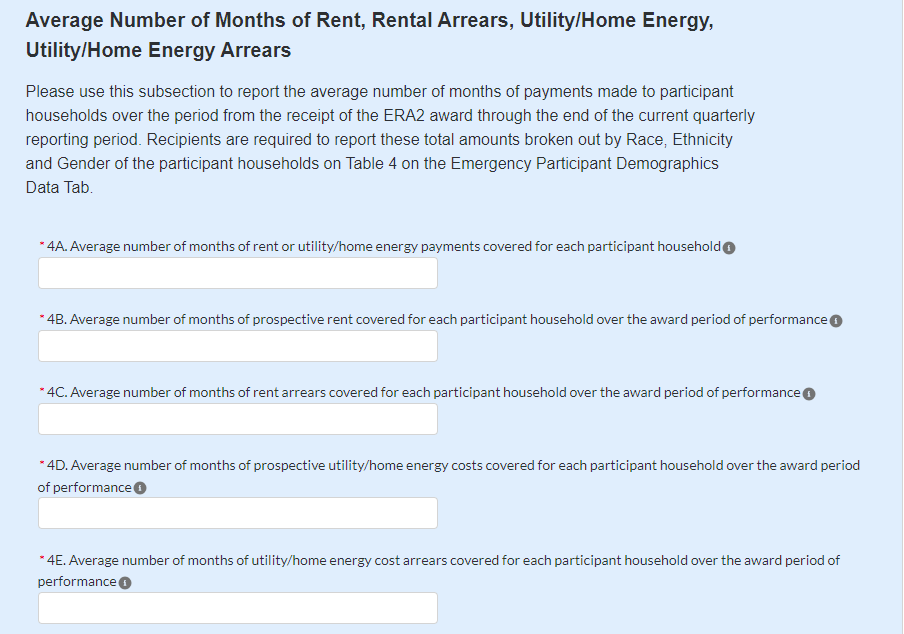 Average Number of Months of Rent, Rental Arrears, Utility/Home Energy,
Utility/Home Energy Arrears
Please use this subsection to report the average number of months of payments made to participant
households over the period from the receipt of the ERA2 award through the end of the current quarterly
reporting period. Recipients are required to report these total amounts broken out by Race, Ethnicity
and Gender of the participant households on Table 4 on the Emergency Participant Demographics
Data Tab.
* 4A. Average number of months of rent or utility/home energy payments covered for each participant household
* 4B. Average number of months of prospective rent covered for each participant household over the award period of performance
* 4C. Average number of months of rent arrears covered for each participant household over the award period of performance
* 4D. Average number of months of prospective utility/home energy costs covered for each participant household over the award period
of performance
* 4E. Average number of months of utility/home energy cost arrears covered for each participant household over the award period of
performance